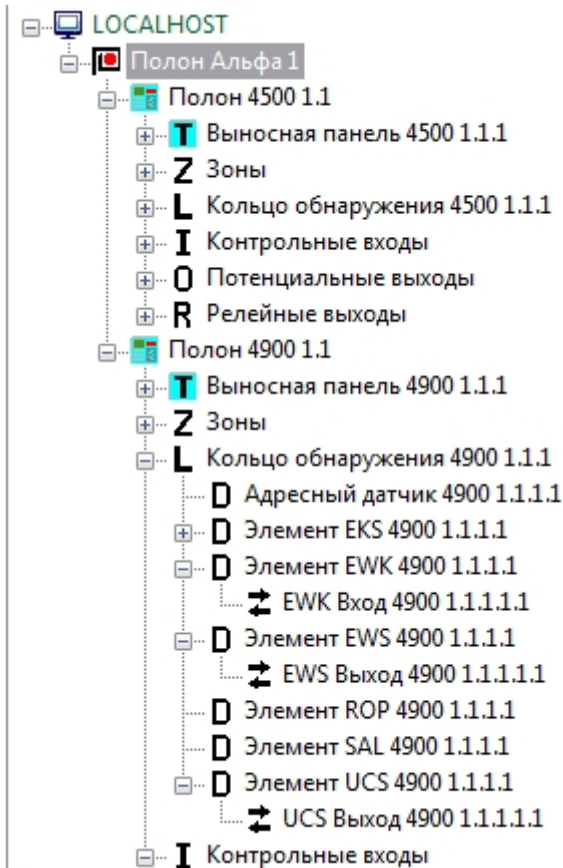 LOCALHOST
Полон Альфа 1
Полон 4500 1.1
T Выносная панель 4500 1.1.1
Z Зоны
L Кольцо обнаружения 4500 1.1.1
I Контрольные входы
O Потенциальные выходы
R Релейные выходы
Полон 4900 1.1
T Выносная панель 4900 1.1.1
Z Зоны
L Кольцо обнаружения 4900 1.1.1
D Адресный датчик 4900 1.1.1.1
D Элемент EKS 4900 1.1.1.1
D Элемент EWK 4900 1.1.1.1
EWK Вход 4900 1.1.1.1.1
D Элемент EWS 4900 1.1.1.1
EWS Выход 4900 1.1.1.1.1
D Элемент ROP 4900 1.1.1.1
D Элемент SAL 4900 1.1.1.1
D Элемент UCS 4900 1.1.1.1
UCS Выход 4900 1.1.1.1.1
I Контрольные входы